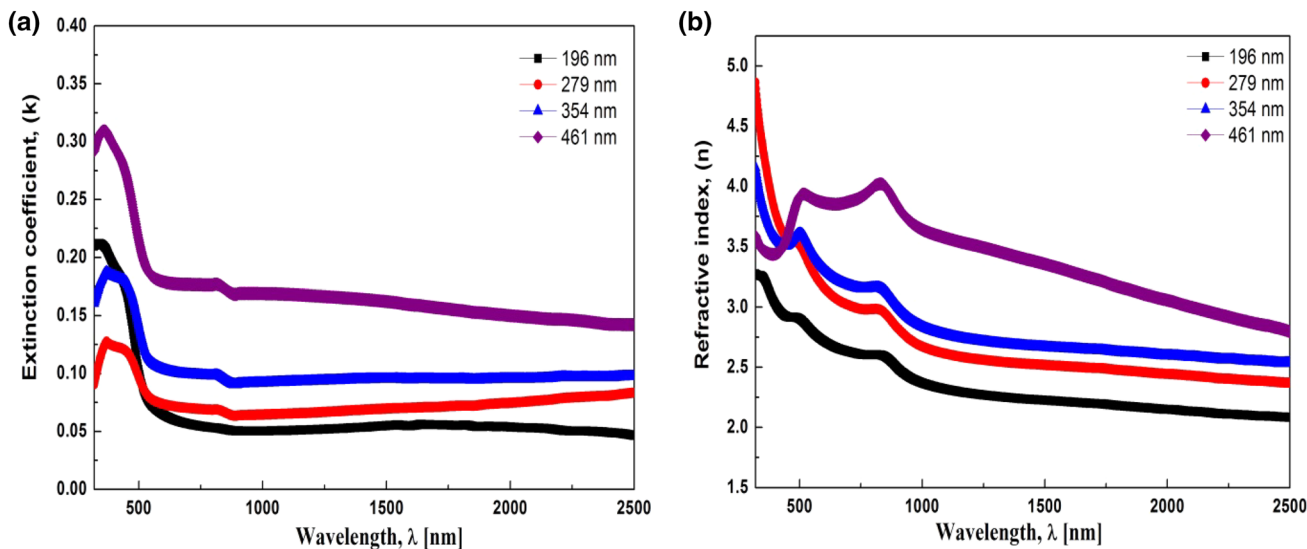 (a)
0.40
0.35
0.30
0.25
0.20
0.15
0.10
0.05
0.00
Extinction coefficient, (k)
196 nm
279 nm
354 nm
461 nm
500
1000
1500
2000
2500
Wavelength, λ [nm]
(b)
5.0
4.5
4.0
3.5
3.0
2.5
2.0
1.5
Refractive index, (n)
196 nm
279 nm
354 nm
461 nm
500
1000
1500
2000
2500
Wavelength, λ [nm]